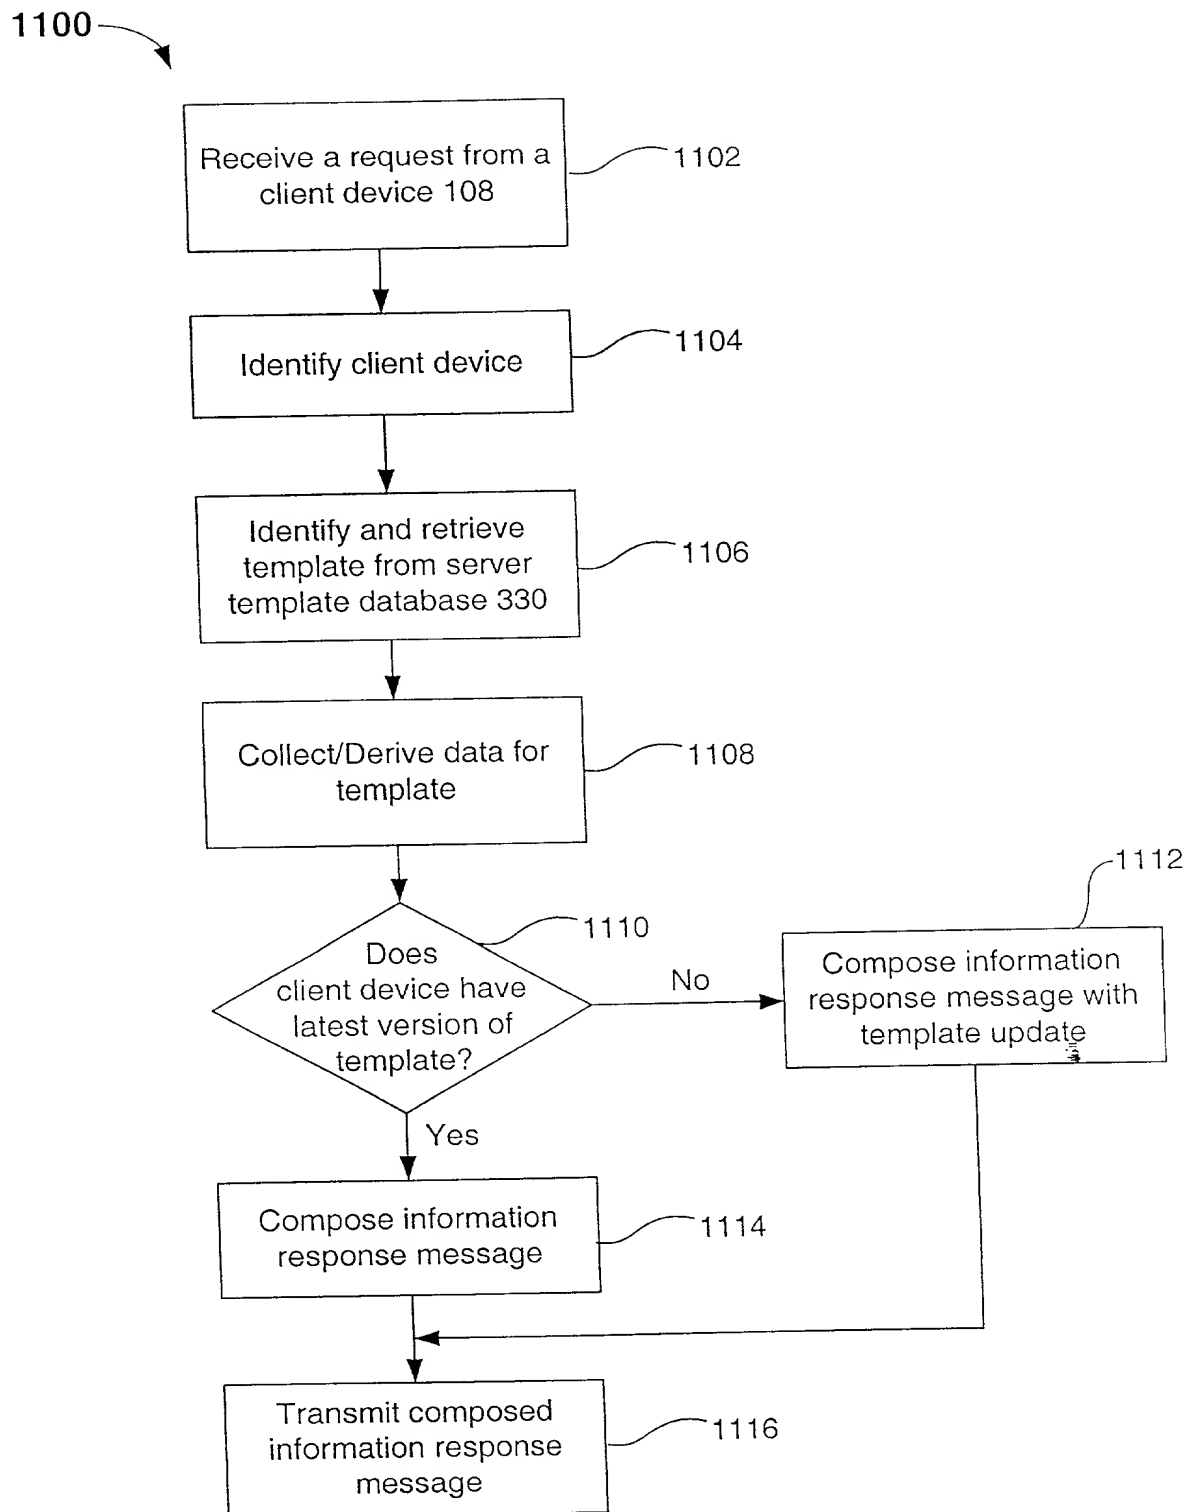 1100
Receive a request from a
client device 108
1102
Identify client device
1104
Identify and retrieve
template from server
template database 330
1106
Collect/Derive data for
template
1108
Does
client device have
latest version of
template?
1110
No
1112
Compose information
response message with
template update
Yes
Compose information
response message
1114
Transmit composed
information response
message
1116